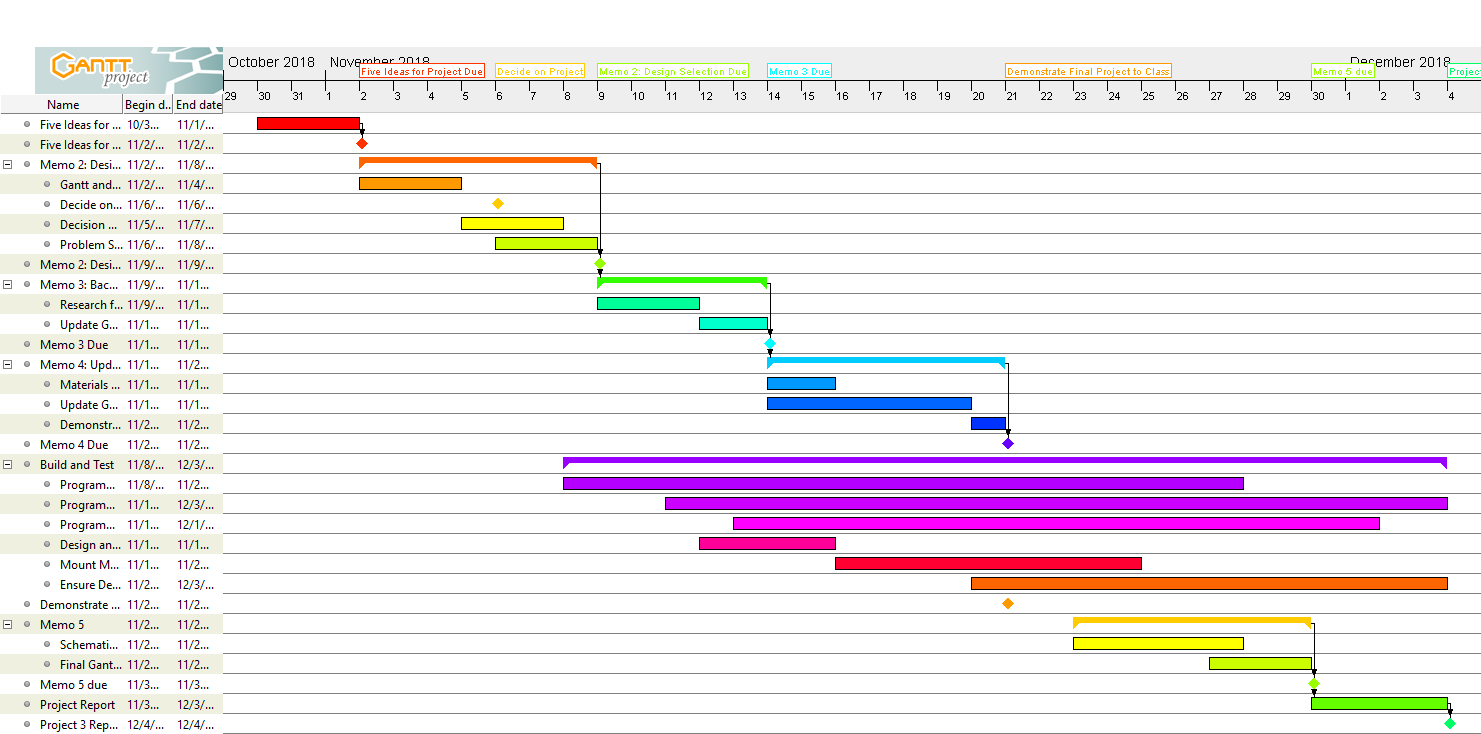 October 2018 November 2018 December 2018
GANTT project
Five Ideas for Project Due Decide on Project Memo 2: Design Selection Due Memo 3 Due Demonstrate Final Project to Class Memo 5 due Project
29 30 31 1 2 3 4 5 6 7 8 9 10 11 12 13 14 15 16 17 18 19 20 21 22 23 24 25 26 27 28 29 30 1 2 3 4
Name Begin d.. End date
Five Ideas for ... 10/3... 11/1/...
Five Ideas for ... 11/2/... 11/2/...
Memo 2: Desi... 11/2/... 11/8/...
Gantt and... 11/2/... 11/4/...
Decide on... 11/6/... 11/6/...
Decision ... 11/5/... 11/7/...
Problem S... 11/6/... 11/8/...
Memo 2: Desi... 11/9/... 11/9/...
Memo 3: Bac... 11/9/... 11/1...
Research f... 11/9/... 11/1...
Update G... 11/1... 11/1...
Memo 3 Due 11/1... 11/1...
Memo 4: Upd... 11/1... 11/2...
Materials ... 11/1... 11/1...
Update G... 11/1... 11/1...
Demonstr... 11/2... 11/2...
Memo 4 Due 11/2... 11/2...
Build and Test 11/8/... 12/3/...
Program... 11/8/... 11/2...
Program... 11/1... 12/3/...
Program... 11/1... 12/1/...
Design an... 11/1... 11/1...
Mount M... 11/1... 11/2...
Ensure De... 11/2... 12/3/...
Demonstrate ... 11/2... 11/2...
Memo 5 11/2... 11/2...
Schemati... 11/2... 11/2...
Final Gant... 11/2... 11/2...
Memo 5 due 11/3... 11/3...
Project Report 11/3... 12/3/...
Project 3 Rep... 12/4/... 12/4/...